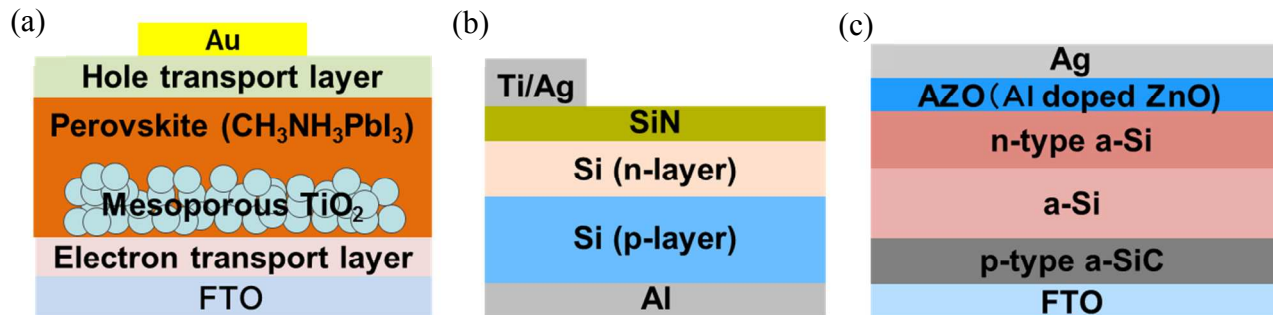 (a)
Au
Hole transport layer
Perovskite (CH₃NH₃PbI₃)
Mesoporous TiO₂
Electron transport layer
FTO
(b)
Ti/Ag
SiN
Si (n-layer)
Si (p-layer)
Al
(c)
Ag
AZO(Al doped ZnO)
n-type a-Si
a-Si
p-type a-SiC
FTO